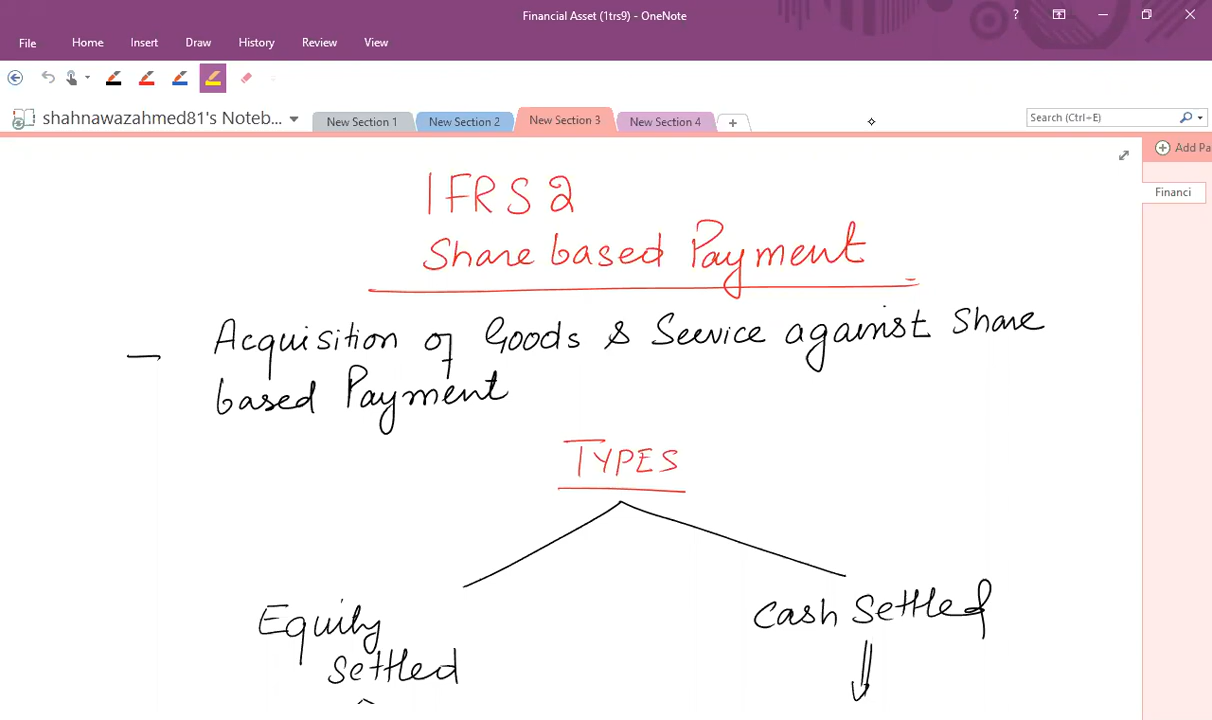 Financial Asset (1trs9) - OneNote
?
File Home Insert Draw History Review View
shahnawazahmed81's Noteb...
New Section 1
New Section 2
New Section 3
New Section 4
+
Search (Ctrl+E)
Add Pa
Financi
IFRS 2
Share based Payment
— Acquisition of Goods & Service against Share
based Payment
TYPES
Equity
Settled
Cash Settled